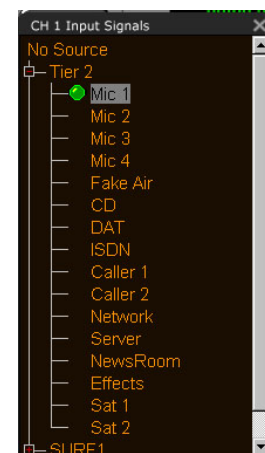 CH 1 Input Signals
No Source
Tier 2
Mic 1
Mic 2
Mic 3
Mic 4
Fake Air
CD
DAT
ISDN
Caller 1
Caller 2
Network
Server
NewsRoom
Effects
Sat 1
Sat 2
SURF1